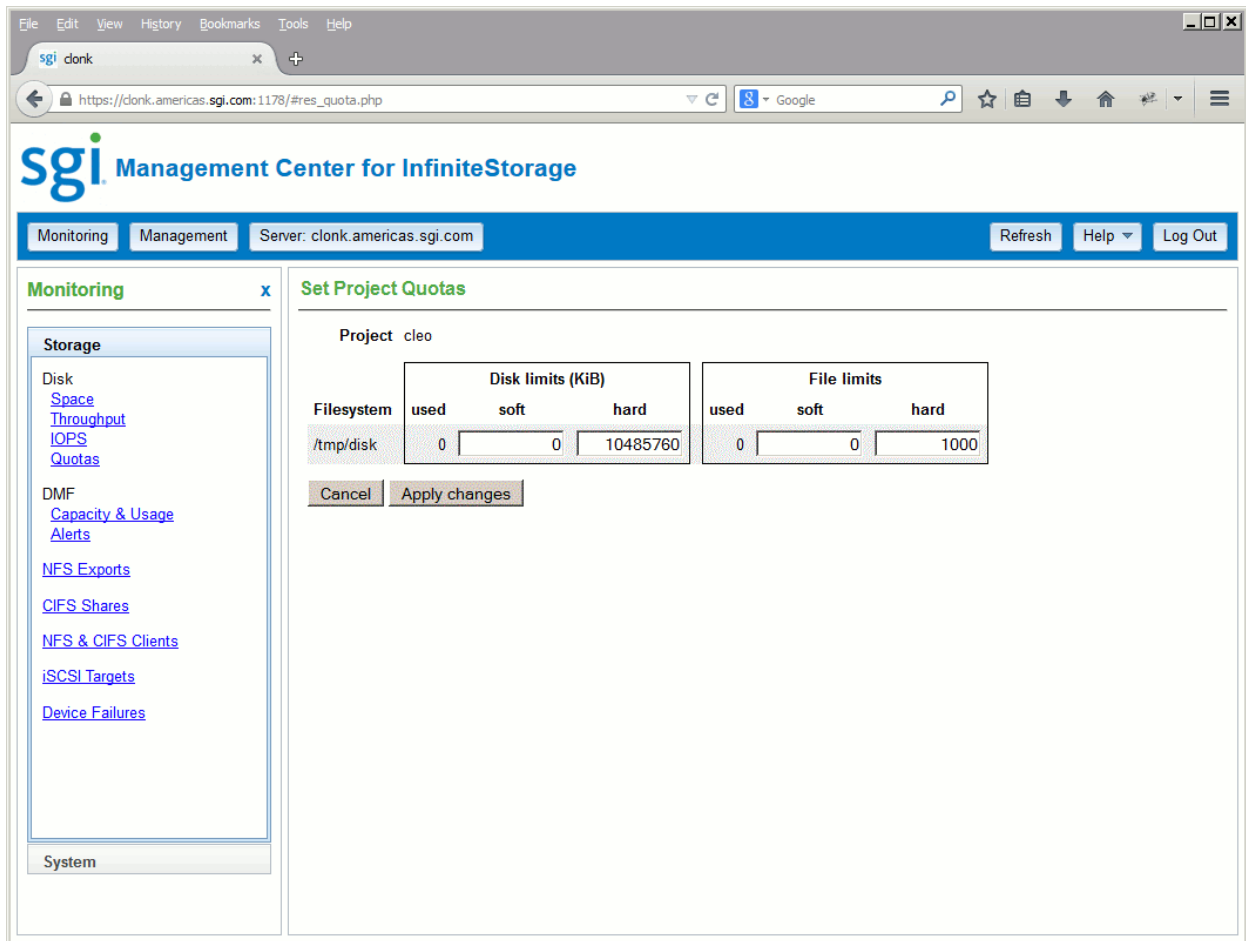 File Edit View History Bookmarks Tools Help
sgi clonk
https://clonk.americas.sgi.com:1178/#res_quota.php
8 Google
sgi Management Center for InfiniteStorage
Monitoring Management Server: clonk.americas.sgi.com Refresh Help Log Out
Monitoring x
Storage
Disk
Space
Throughput
IOPS
Quotas
DMF
Capacity & Usage
Alerts
NFS Exports
CIFS Shares
NFS & CIFS Clients
iSCSI Targets
Device Failures
System
Set Project Quotas
Project cleo
Disk limits (KiB) File limits
Filesystem used soft hard used soft hard
/tmp/disk 0 0 10485760 0 0 1000
Cancel Apply changes